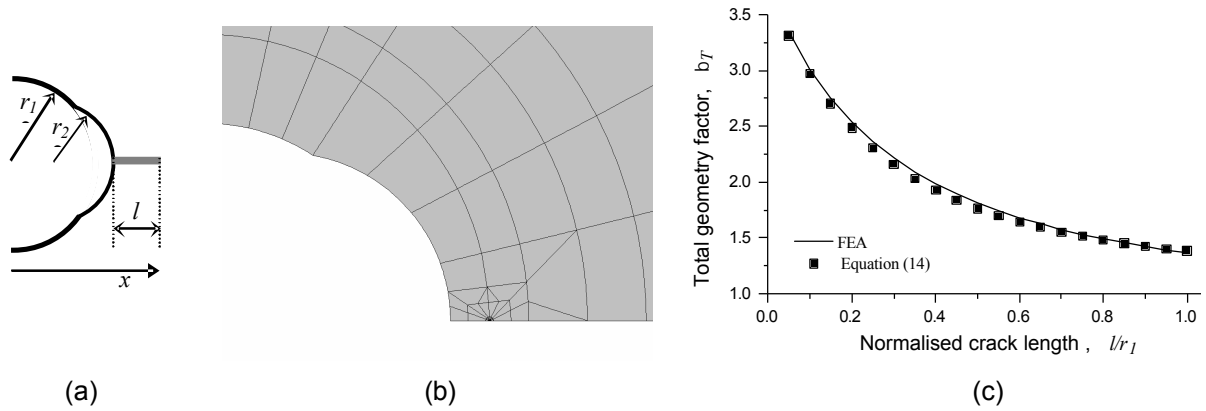 r1
r2
l
x
(a)
(b)
3.5
3.0
2.5
2.0
1.5
1.0
Total geometry factor, bT
FEA
Equation (14)
0.0 0.2 0.4 0.6 0.8 1.0
Normalised crack length , l/r1
(c)